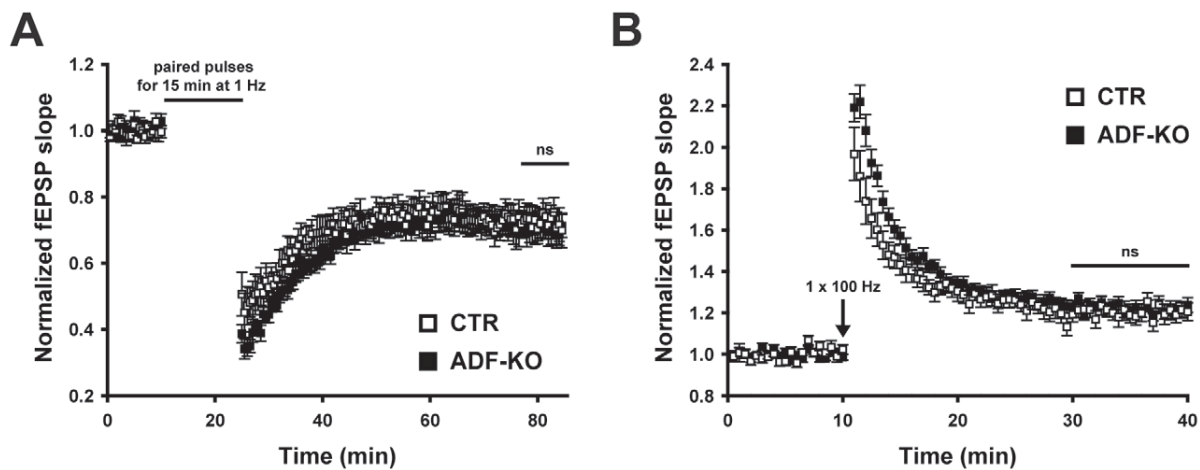 A
Normalized fEPSP slope
1.2
1.0
0.8
0.6
0.4
0.2
paired pulses
for 15 min at 1 Hz
ns
CTR
ADF-KO
0
20
40
60
80
Time (min)
B
Normalized fEPSP slope
2.4
2.2
2.0
1.8
1.6
1.4
1.2
1.0
0.8
CTR
ADF-KO
ns
1 x 100 Hz
0
10
20
30
40
Time (min)